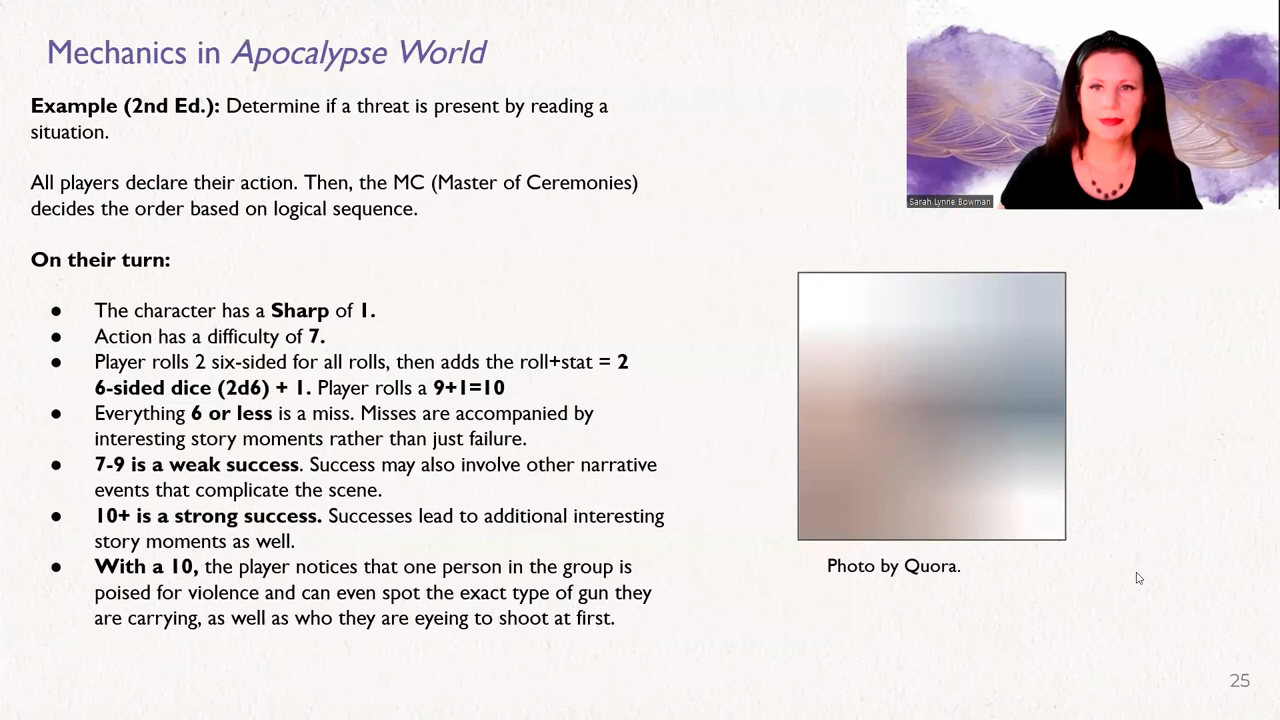 Mechanics in Apocalypse World
Example (2nd Ed.): Determine if a threat is present by reading a
situation.
All players declare their action. Then, the MC (Master of Ceremonies)
decides the order based on logical sequence.
On their turn:
● The character has a Sharp of 1.
● Action has a difficulty of 7.
● Player rolls 2 six-sided for all rolls, then adds the roll+stat = 2
6-sided dice (2d6) + 1. Player rolls a 9+1=10
● Everything 6 or less is a miss. Misses are accompanied by
interesting story moments rather than just failure.
● 7-9 is a weak success. Success may also involve other narrative
events that complicate the scene.
● 10+ is a strong success. Successes lead to additional interesting
story moments as well.
● With a 10, the player notices that one person in the group is
poised for violence and can even spot the exact type of gun they
are carrying, as well as who they are eyeing to shoot at first.
Sarah Lynne Bowman
Photo by Quora.
25